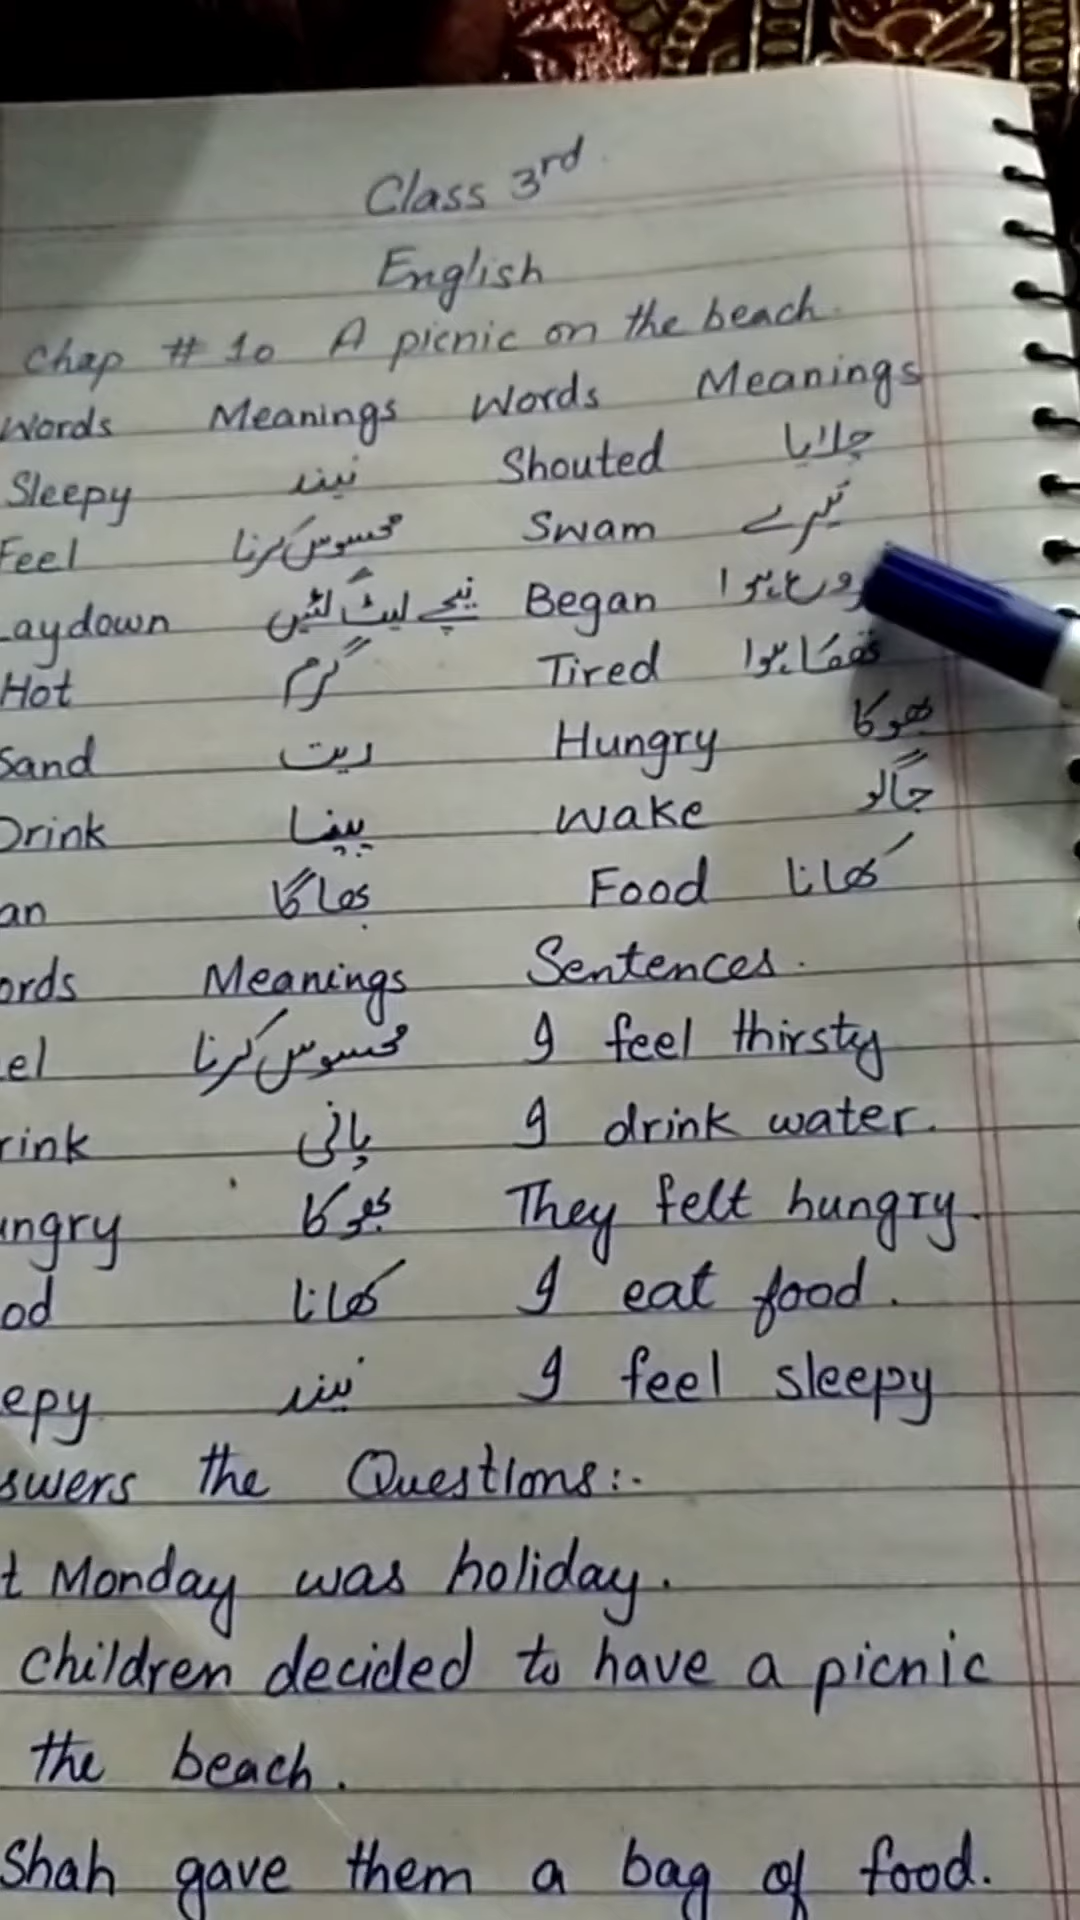 Class 3rd
English
Chap # 10 A picnic on the beach.
Words Meanings Words Meanings
Sleepy نیند Shouted چلایا
Feel محسوس کرنا Swam تیرے
Laydown نیچے لیٹ گئیں Began ہوا
Hot گرم Tired تھکا ہوا
Sand ریت Hungry بھوکا
Drink پینا Wake جاگو
an بھاگا Food کھانا
ords Meanings Sentences.
el محسوس کرنا I feel thirsty
rink پانی I drink water.
ungry بھوکا They felt hungry.
od کھانا I eat food.
epy نیند I feel sleepy
swers the Questions:-
t Monday was holiday.
children decided to have a picnic
the beach.
Shah gave them a bag of food.